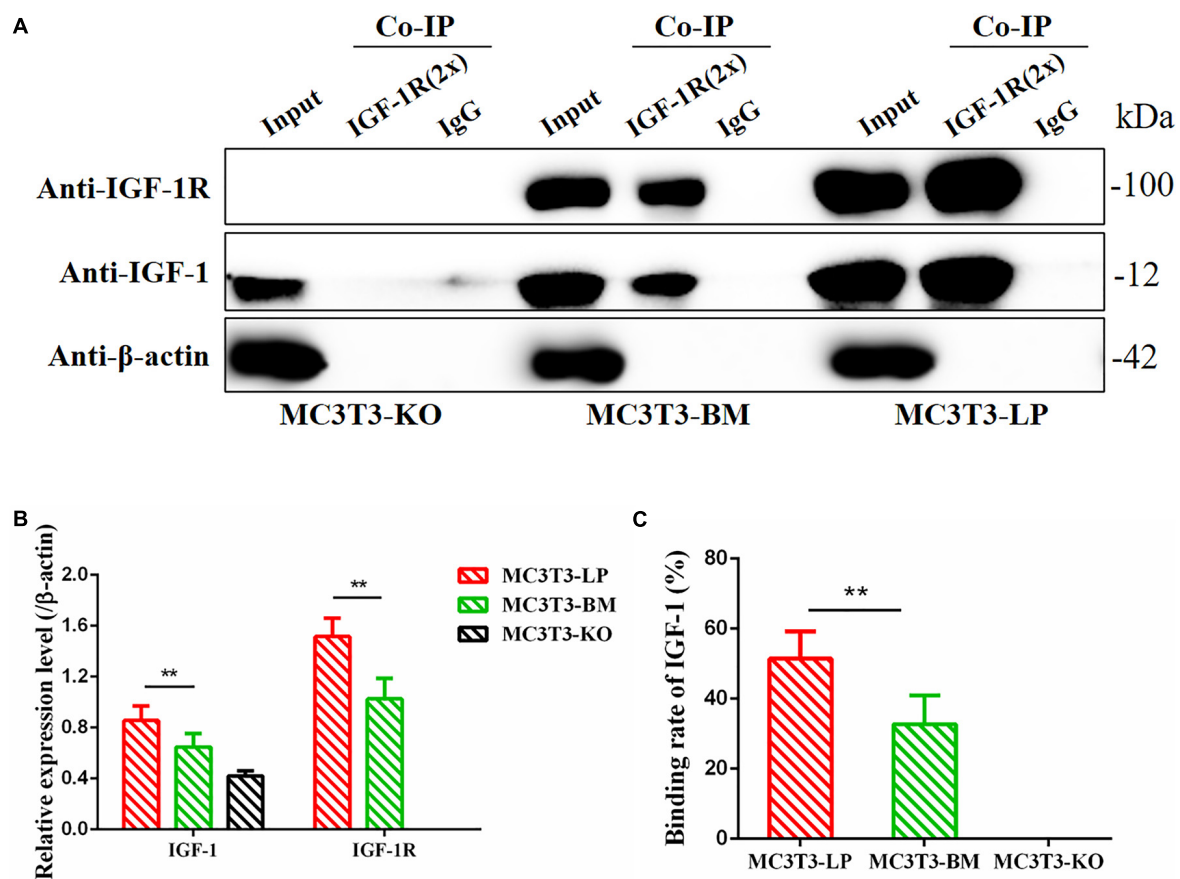 A
Co-IP Co-IP Co-IP
Input IGF-1R(2x) IgG Input IGF-1R(2x) IgG Input IGF-1R(2x) IgG kDa
Anti-IGF-1R -100
Anti-IGF-1 -12
Anti-β-actin -42
MC3T3-KO MC3T3-BM MC3T3-LP
B
Relative expression level (/β-actin)
2.0
1.6
1.2
0.8
0.4
0.0
**
**
IGF-1 IGF-1R
MC3T3-LP
MC3T3-BM
MC3T3-KO
C
Binding rate of IGF-1 (%)
80
60
40
20
0
**
MC3T3-LP MC3T3-BM MC3T3-KO